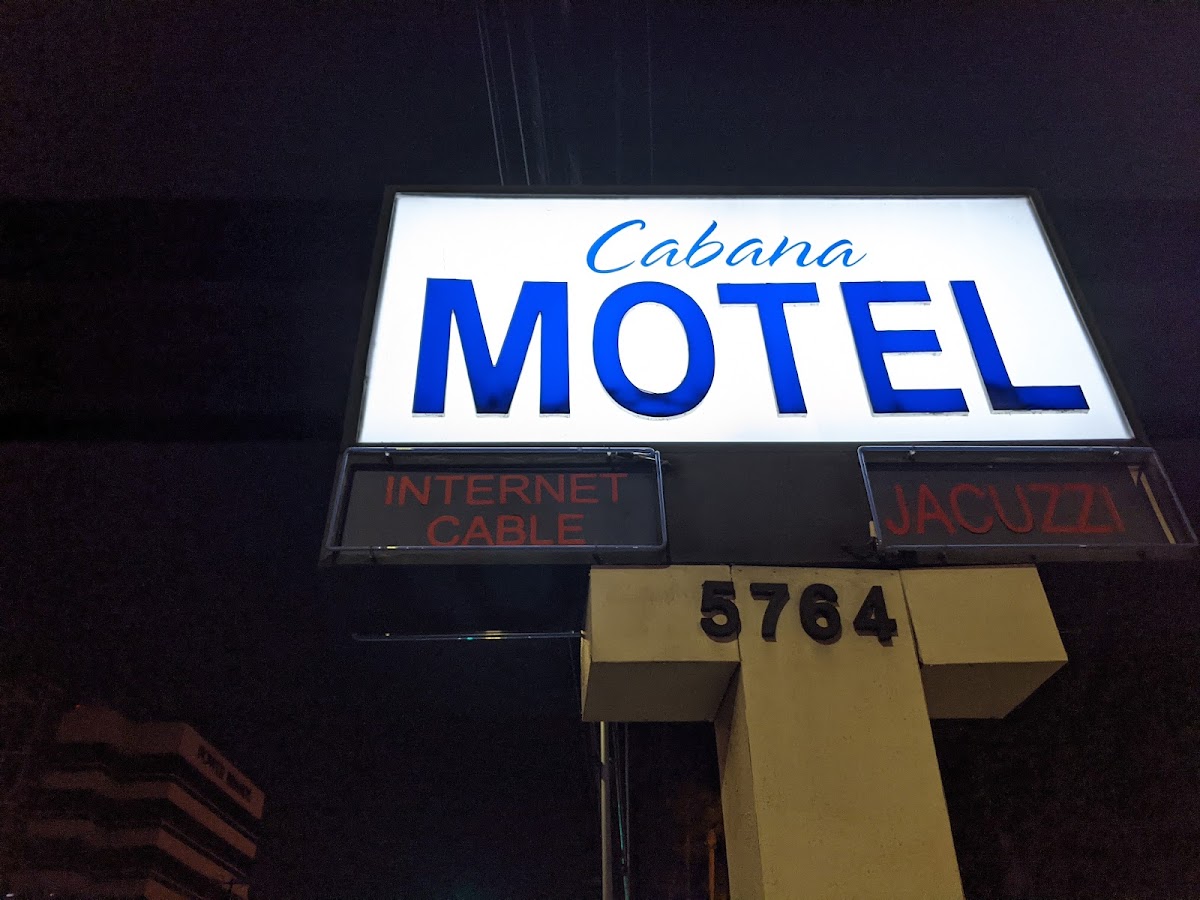 Cabana
MOTEL
INTERNET
CABLE
JACUZZI
5764